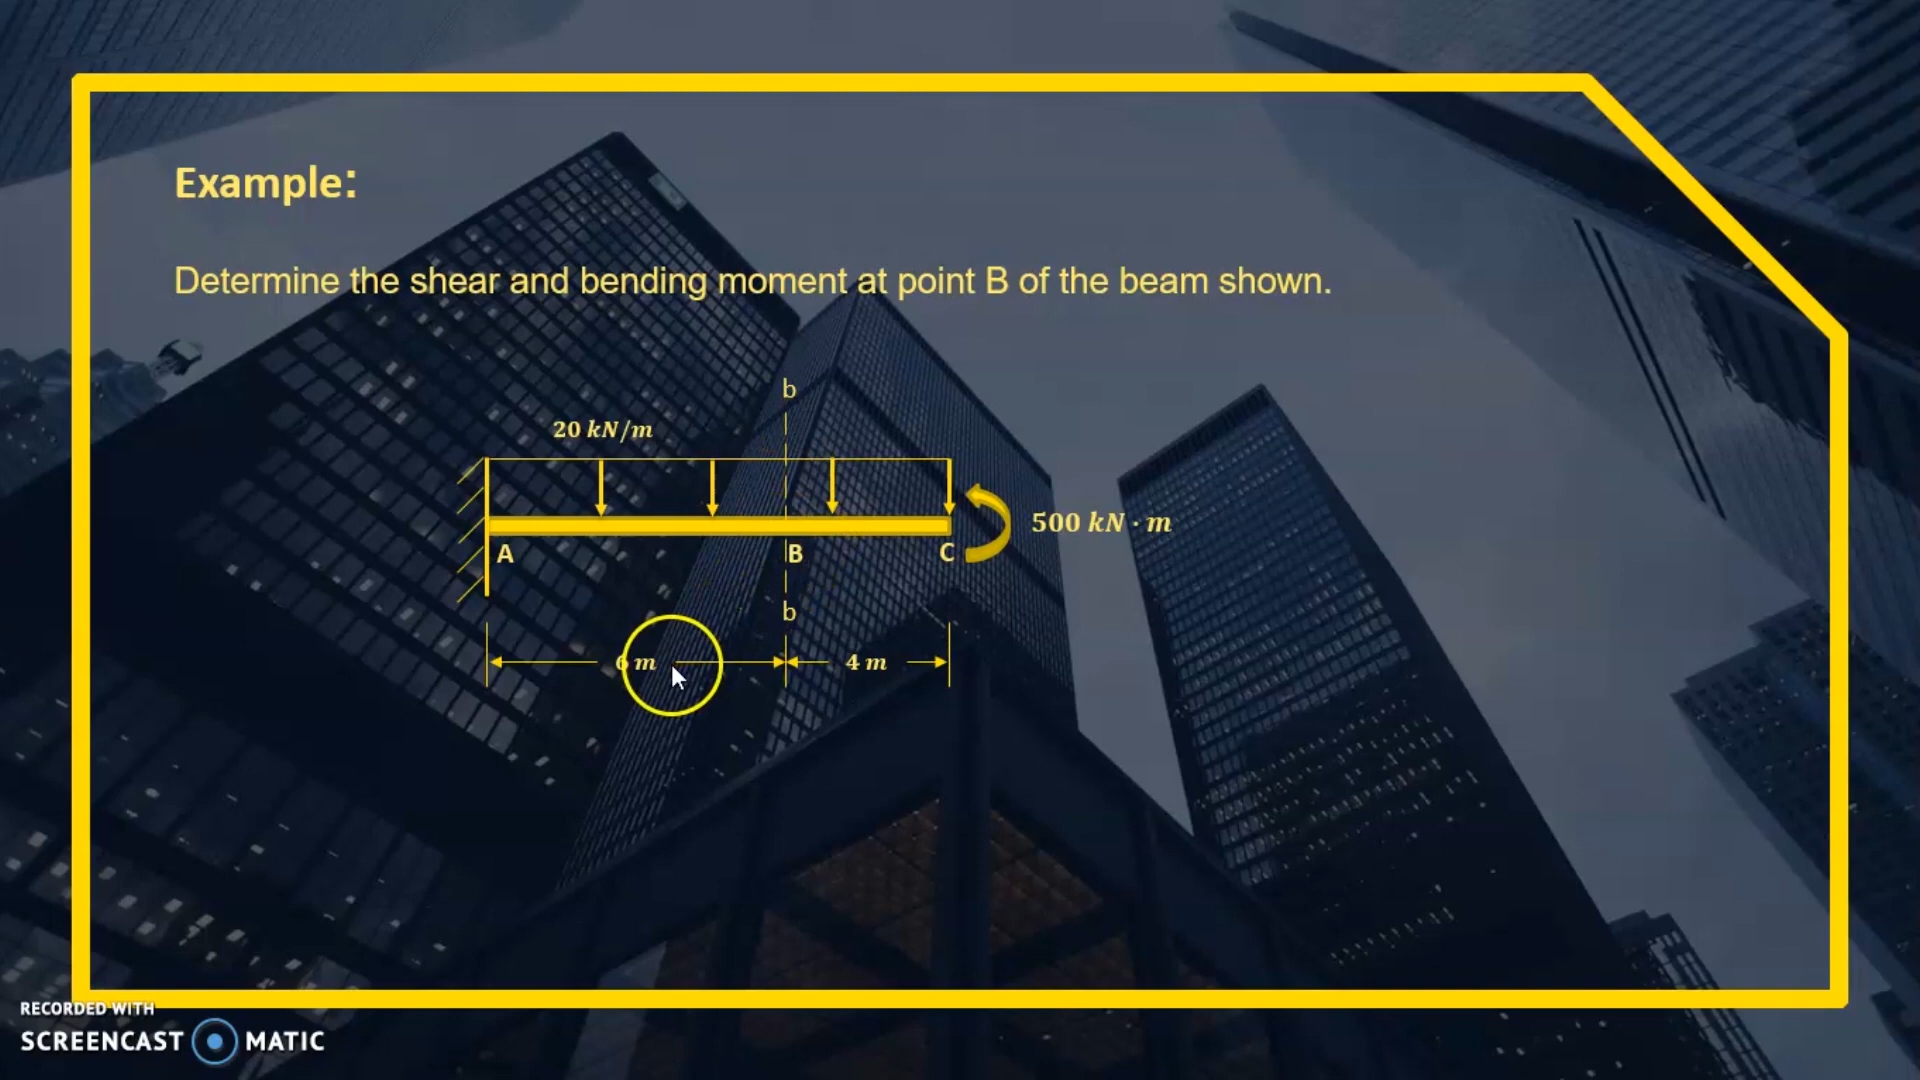 Example:
Determine the shear and bending moment at point B of the beam shown.
b
20 kN/m
500 kN · m
A
B
C
b
6 m
4 m
RECORDED WITH
SCREENCAST MATIC